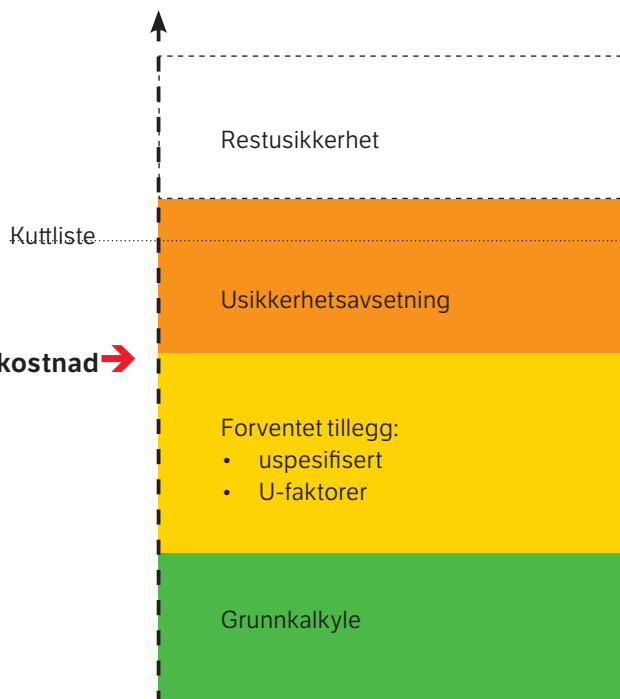 Restusikkerhet
Kuttliste
Usikkerhetsavsetning
kostnad
Forventet tillegg:
• uspesifisert
• U-faktorer
Grunnkalkyle